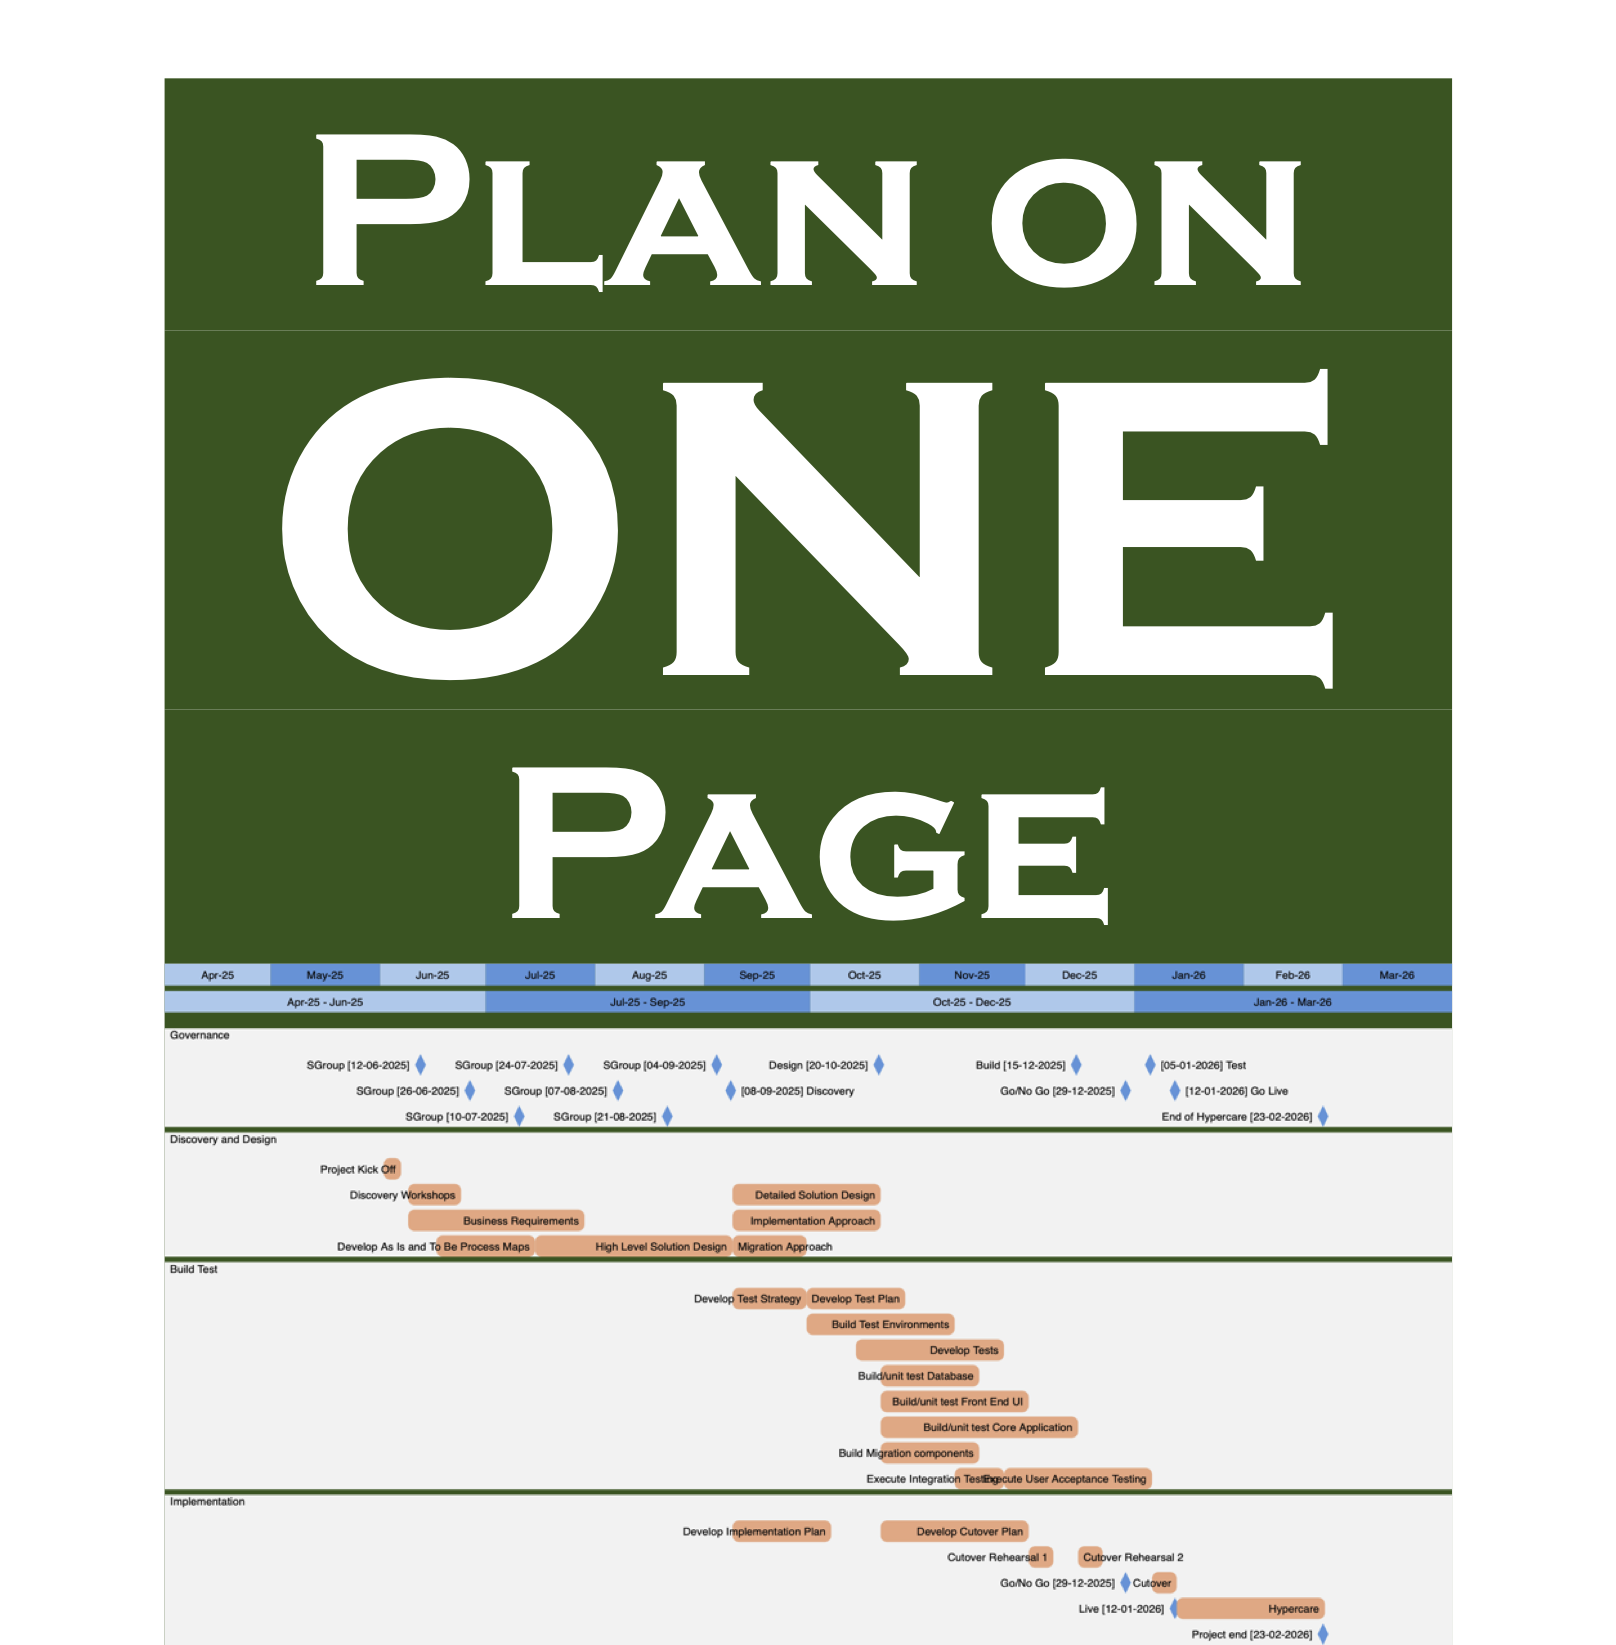 PLAN ON
ONE
PAGE
Apr-25 May-25 Jun-25 Jul-25 Aug-25 Sep-25 Oct-25 Nov-25 Dec-25 Jan-26 Feb-26 Mar-26
Apr-25 - Jun-25 Jul-25 - Sep-25 Oct-25 - Dec-25 Jan-26 - Mar-26
Governance
SGroup [12-06-2025] SGroup [24-07-2025] SGroup [04-09-2025] Design [20-10-2025] Build [15-12-2025] [05-01-2026] Test
SGroup [26-06-2025] SGroup [07-08-2025] [08-09-2025] Discovery Go/No Go [29-12-2025] [12-01-2026] Go Live
SGroup [10-07-2025] SGroup [21-08-2025] End of Hypercare [23-02-2026]
Discovery and Design
Project Kick Off
Discovery Workshops Detailed Solution Design
Business Requirements Implementation Approach
Develop As Is and To Be Process Maps High Level Solution Design Migration Approach
Build Test
Develop Test Strategy Develop Test Plan
Build Test Environments
Develop Tests
Build/unit test Database
Build/unit test Front End UI
Build/unit test Core Application
Build Migration components
Execute Integration Testing Execute User Acceptance Testing
Implementation
Develop Implementation Plan Develop Cutover Plan
Cutover Rehearsal 1 Cutover Rehearsal 2
Go/No Go [29-12-2025] Cutover
Live [12-01-2026] Hypercare
Project end [23-02-2026]